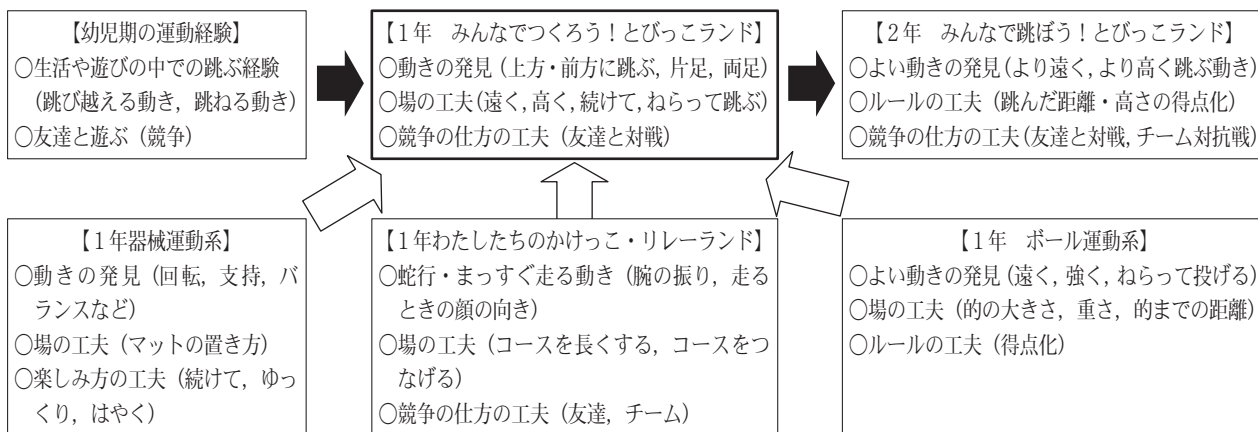 【幼児期の運動経験】
○生活や遊びの中での跳ぶ経験
(跳び越える動き，跳ねる動き)
○友達と遊ぶ（競争）
【1年　みんなでつくろう！とびっこランド】
○動きの発見（上方・前方に跳ぶ，片足，両足）
○場の工夫（遠く，高く，続けて，ねらって跳ぶ）
○競争の仕方の工夫（友達と対戦）
【2年　みんなで跳ぼう！とびっこランド】
○よい動きの発見（より遠く，より高く跳ぶ動き）
○ルールの工夫（跳んだ距離・高さの得点化）
○競争の仕方の工夫（友達と対戦，チーム対抗戦）
【1年器械運動系】
○動きの発見（回転，支持，バ
ランスなど）
○場の工夫（マットの置き方）
○楽しみ方の工夫（続けて，ゆっ
くり，はやく）
【1年わたしたちのかけっこ・リレーランド】
○蛇行・まっすぐ走る動き（腕の振り，走る
ときの顔の向き）
○場の工夫（コースを長くする，コースをつ
なげる）
○競争の仕方の工夫（友達，チーム）
【1年　ボール運動系】
○よい動きの発見（遠く，強く，ねらって投げる）
○場の工夫（的の大きさ，重さ，的までの距離）
○ルールの工夫（得点化）